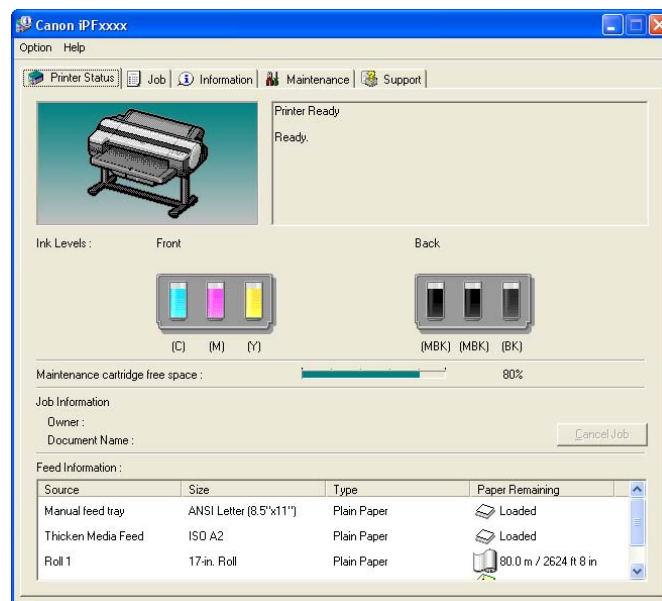 Canon iPFxxxx
Option Help
Printer Status Job Information Maintenance Support
Printer Ready
Ready.
Ink Levels : Front Back
(C) (M) (Y) (MBK) (MBK) (BK)
Maintenance cartridge free space : 80%
Job Information
Owner :
Document Name :
Cancel Job
Feed Information :
Source Size Type Paper Remaining
Manual feed tray ANSI Letter (8.5"x11") Plain Paper Loaded
Thicken Media Feed ISO A2 Plain Paper Loaded
Roll 1 17-in. Roll Plain Paper 80.0 m / 2624 ft 8 in